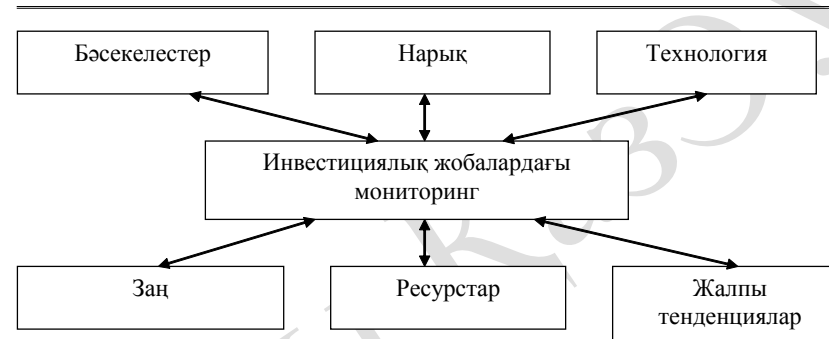 Бәсекелестер
Нарық
Технология
Инвестициялық жобалардағы
мониторинг
Заң
Ресурстар
Жалпы
тенденциялар